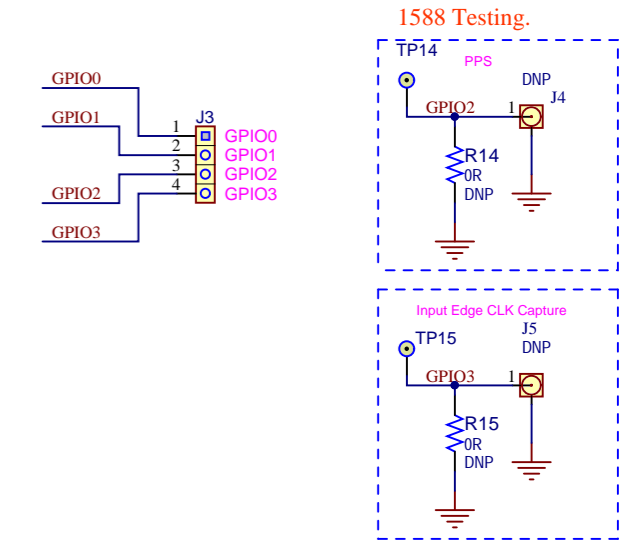 1588 Testing.
TP14
PPS
DNP
J4
GPIO2
1
R14
0R
DNP
GPIO0
GPIO1
GPIO2
GPIO3
J3
1
2
3
4
GPIO0
GPIO1
GPIO2
GPIO3
Input Edge CLK Capture
TP15
J5
DNP
GPIO3
1
R15
0R
DNP